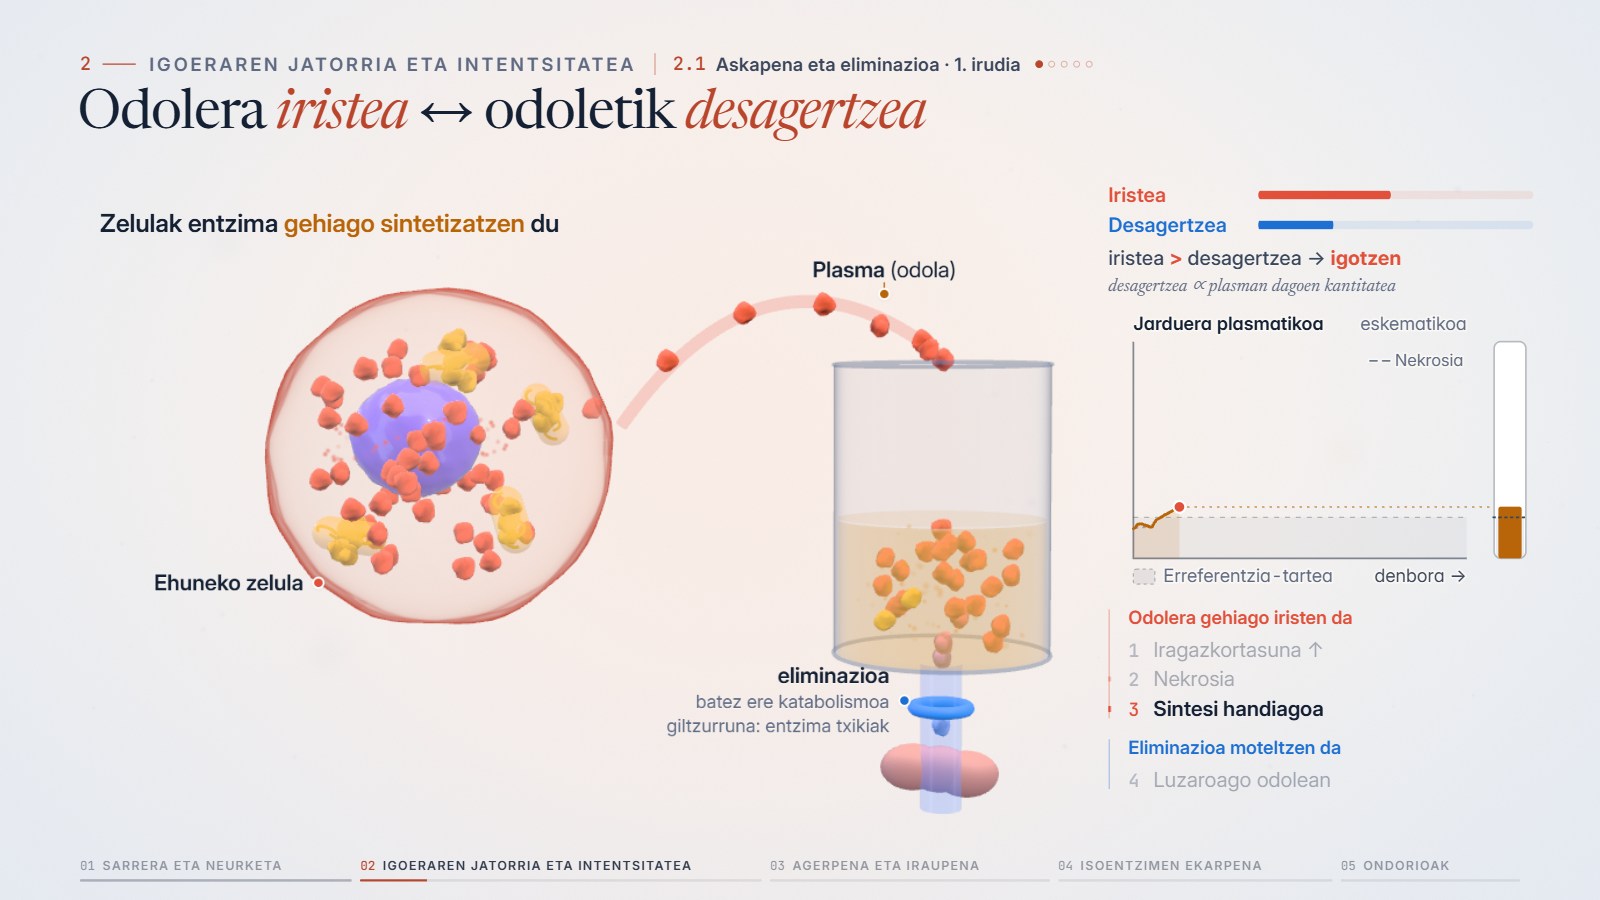 2 — IGOERAREN JATORRIA ETA INTENTSITATEA | 2.1 Askapena eta eliminazioa · 1. irudia
Odolera iristea ↔ odoletik desagertzea
Zelulak entzima gehiago sintetizatzen du
Plasma (odola)
Ehuneko zelula
eliminazioa
batez ere katabolismoa
giltzurruna: entzima txikiak
Iristea
Desagertzea
iristea > desagertzea → igotzen
desagertzea ∝ plasman dagoen kantitatea
Jarduera plasmatikoa eskematikoa
-- Nekrosia
Erreferentzia-tartea denbora →
Odolera gehiago iristen da
1 Iragazkortasuna ↑
2 Nekrosia
3 Sintesi handiagoa
Eliminazioa moteltzen da
4 Luzaroago odolean
01 SARRERA ETA NEURKETA 02 IGOERAREN JATORRIA ETA INTENTSITATEA 03 AGERPENA ETA IRAUPENA 04 ISOENTZIMEN EKARPENA 05 ONDORIOAK